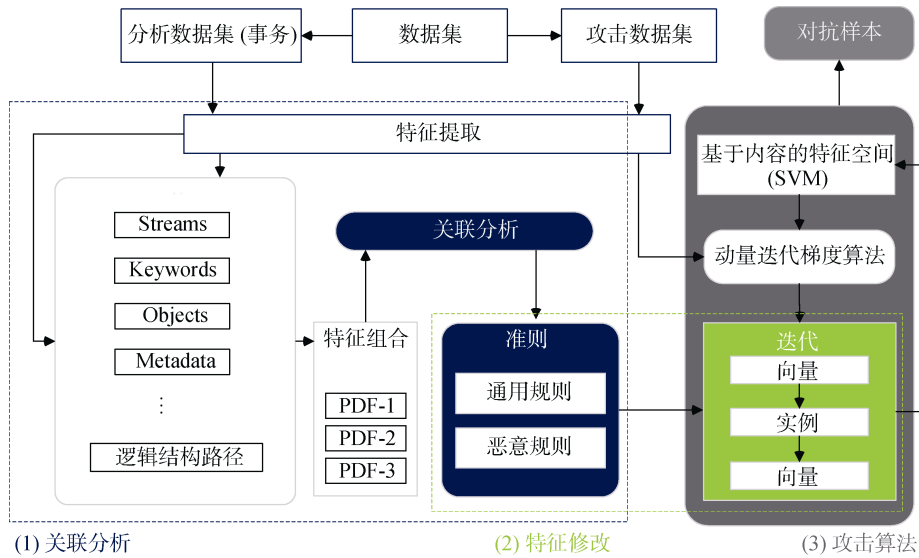 分析数据集 (事务)
数据集
攻击数据集
对抗样本
特征提取
基于内容的特征空间
(SVM)
Streams
Keywords
Objects
Metadata
⋮
逻辑结构路径
关联分析
动量迭代梯度算法
特征组合
PDF-1
PDF-2
PDF-3
准则
通用规则
恶意规则
迭代
向量
实例
向量
(1) 关联分析
(2) 特征修改
(3) 攻击算法